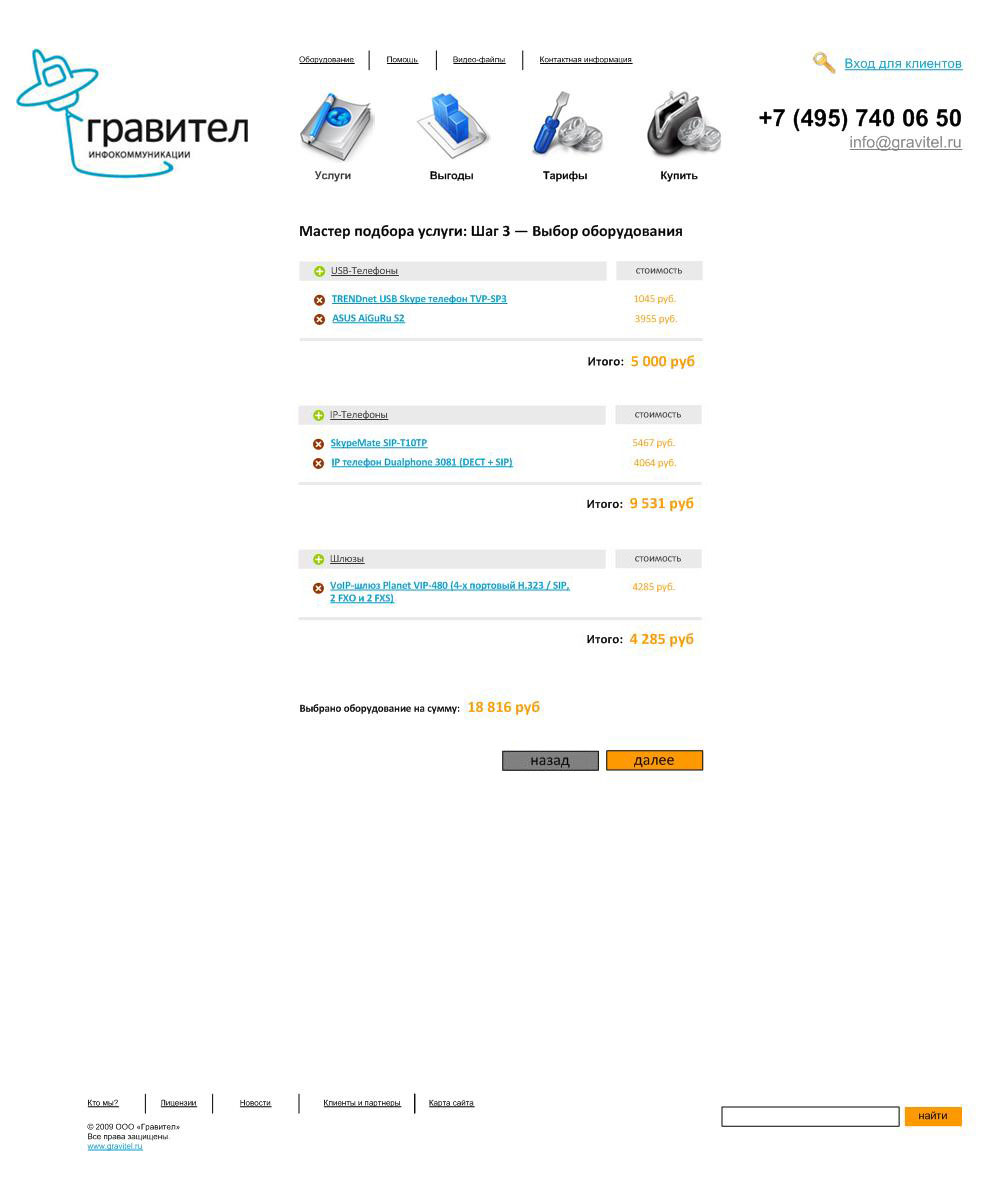 Оборудование
Помощь
Видео-файлы
Контактная информация
Вход для клиентов
гравител
ИНФОКОММУНИКАЦИИ
+7 (495) 740 06 50
info@gravitel.ru
Услуги
Выгоды
Тарифы
Купить
Мастер подбора услуги: Шаг 3 — Выбор оборудования
USB-Телефоны
стоимость
TRENDnet USB Skype телефон TVP-SP3
1045 руб.
ASUS AiGuRu S2
3955 руб.
Итого: 5 000 руб
IP-Телефоны
стоимость
SkypeMate SIP-T10TP
5467 руб.
IP телефон Dualphone 3081 (DECT + SIP)
4064 руб.
Итого: 9 531 руб
Шлюзы
стоимость
VoIP-шлюз Planet VIP-480 (4-х портовый H.323 / SIP,
2 FXO и 2 FXS)
4285 руб.
Итого: 4 285 руб
Выбрано оборудование на сумму: 18 816 руб
назад
далее
Кто мы?
Лицензии
Новости
Клиенты и партнеры
Карта сайта
найти
© 2009 ООО «Гравител»
Все права защищены.
www.gravitel.ru